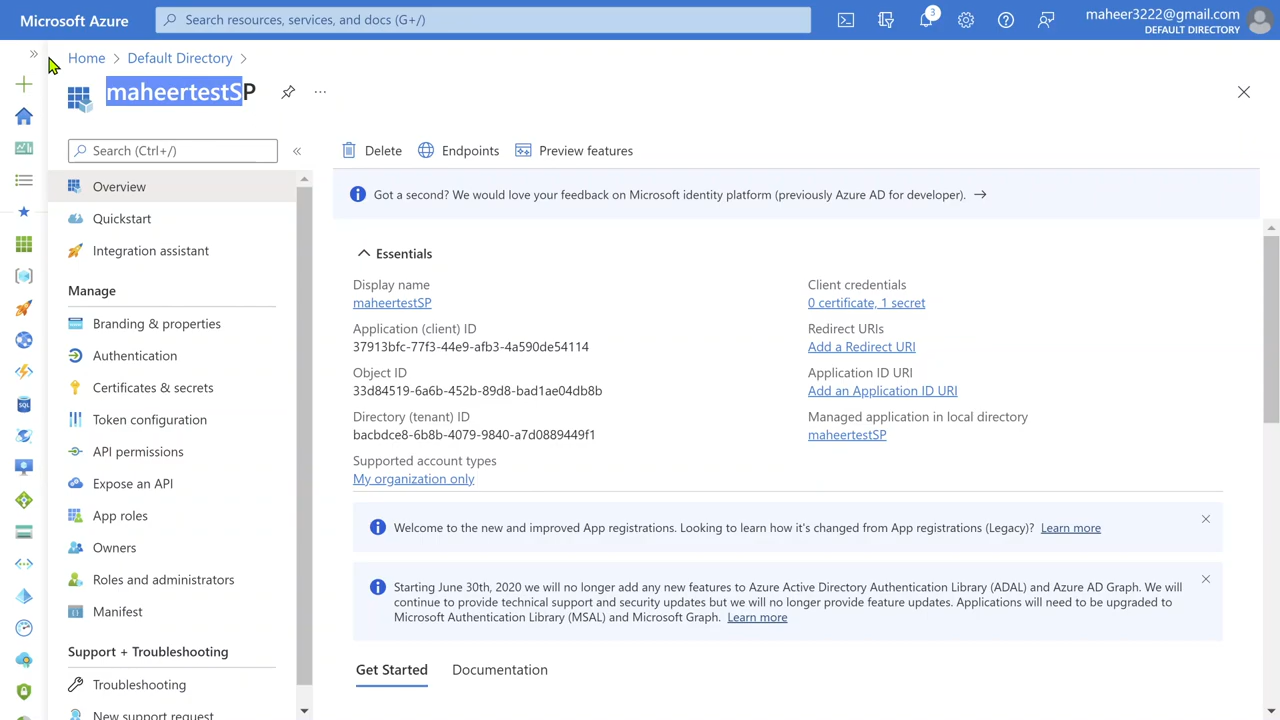 Microsoft Azure
Search resources, services, and docs (G+/)
3
maheer3222@gmail.com
DEFAULT DIRECTORY
Home > Default Directory >
maheertestSP
Search (Ctrl+/)
Overview
Quickstart
Integration assistant
Manage
Branding & properties
Authentication
Certificates & secrets
Token configuration
API permissions
Expose an API
App roles
Owners
Roles and administrators
Manifest
Support + Troubleshooting
Troubleshooting
New support request
Delete
Endpoints
Preview features
Got a second? We would love your feedback on Microsoft identity platform (previously Azure AD for developer). →
Essentials
Display name
maheertestSP
Application (client) ID
37913bfc-77f3-44e9-afb3-4a590de54114
Object ID
33d84519-6a6b-452b-89d8-bad1ae04db8b
Directory (tenant) ID
bacbdce8-6b8b-4079-9840-a7d0889449f1
Supported account types
My organization only
Client credentials
0 certificate, 1 secret
Redirect URIs
Add a Redirect URI
Application ID URI
Add an Application ID URI
Managed application in local directory
maheertestSP
Welcome to the new and improved App registrations. Looking to learn how it's changed from App registrations (Legacy)? Learn more
Starting June 30th, 2020 we will no longer add any new features to Azure Active Directory Authentication Library (ADAL) and Azure AD Graph. We will
continue to provide technical support and security updates but we will no longer provide feature updates. Applications will need to be upgraded to
Microsoft Authentication Library (MSAL) and Microsoft Graph. Learn more
Get Started
Documentation